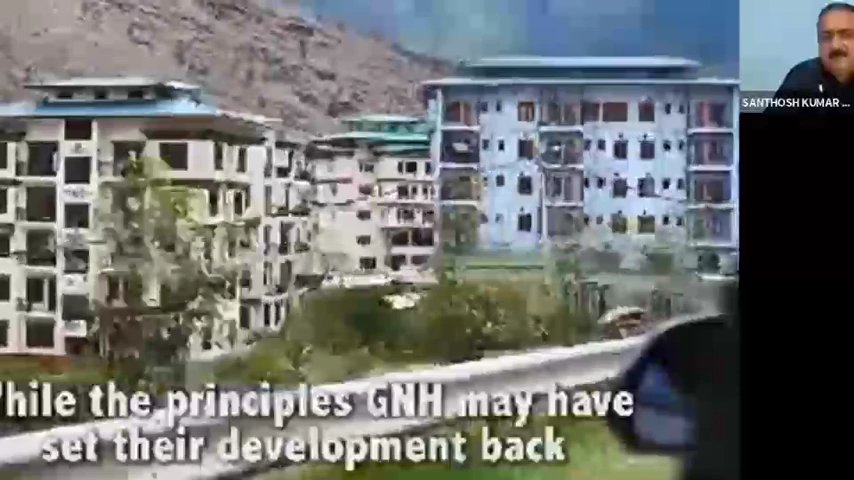 SANTHOSH KUMAR ...
hile the principles GNH may have
set their development back